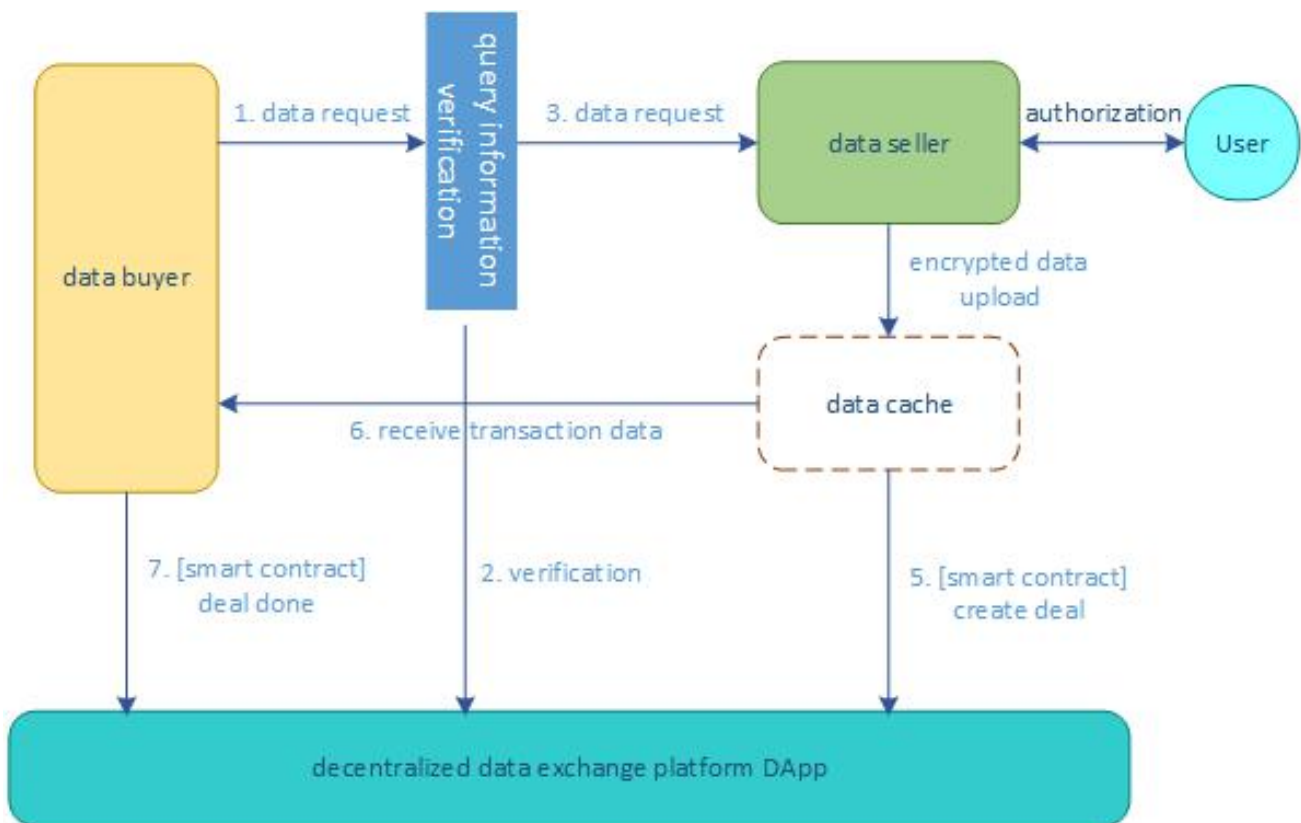 query information
verification
1. data request
3. data request
authorization
data seller
User
data buyer
encrypted data
upload
data cache
6. receive transaction data
7. [smart contract]
deal done
2. verification
5. [smart contract]
create deal
decentralized data exchange platform DApp